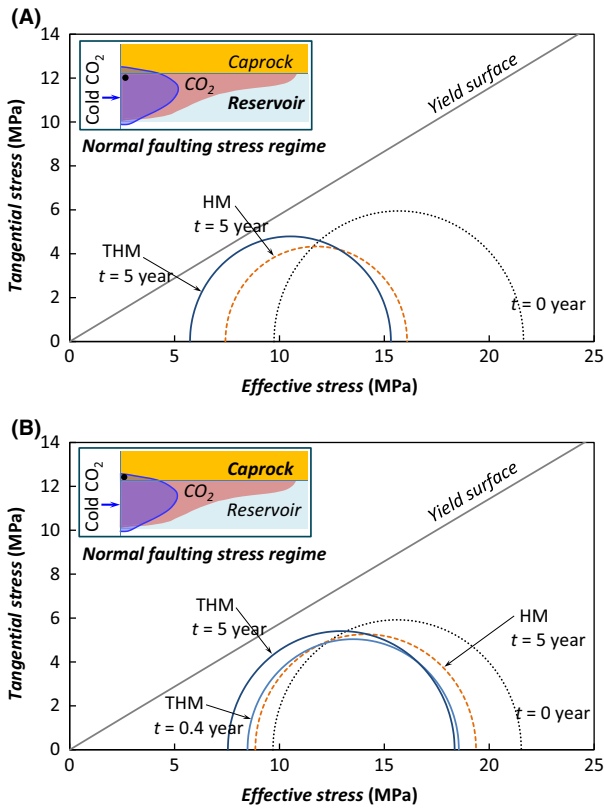 (A)
14
12
10
8
6
4
2
0
Tangential stress (MPa)
Cold CO2
Caprock
CO2
Reservoir
Normal faulting stress regime
Yield surface
HM
t = 5 year
THM
t = 5 year
t = 0 year
0 5 10 15 20 25
Effective stress (MPa)
(B)
14
12
10
8
6
4
2
0
Tangential stress (MPa)
Cold CO2
Caprock
CO2
Reservoir
Normal faulting stress regime
Yield surface
THM
t = 5 year
HM
t = 5 year
THM
t = 0.4 year
t = 0 year
0 5 10 15 20 25
Effective stress (MPa)